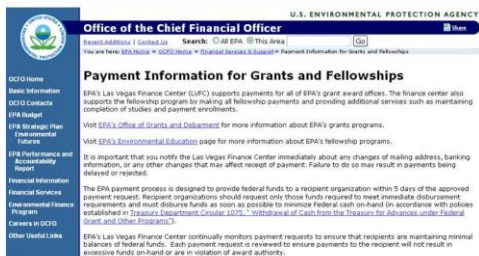 U.S. ENVIRONMENTAL PROTECTION AGENCY
Office of the Chief Financial Officer
Share
Recent Additions | Contact Us Search: All EPA This Area Go
You are here: EPA Home » OCFO Home » Financial Services & Support » Payment Information for Grants and Fellowships
OCFO Home
Basic Information
OCFO Contacts
EPA Budget
EPA Strategic Plan
Environmental
Futures
EPA Performance and
Accountability
Report
Financial Information
Financial Services
Environmental Finance
Program
Careers in OCFO
Other Useful Links
Payment Information for Grants and Fellowships
EPA's Las Vegas Finance Center (LVFC) supports payments for all of EPA's grant award offices. The finance center also
supports the fellowship program by making all fellowship payments and providing additional services such as maintaining
completion of studies and payment enrollments.
Visit EPA's Office of Grants and Debarment for more information about EPA's grants programs.
Visit EPA's Environmental Education page for more information about EPA's fellowship programs.
It is important that you notify the Las Vegas Finance Center immediately about any changes of mailing address, banking
information, or any other changes that may affect receipt of payment. Failure to do so may result in payments being
delayed or rejected.
The EPA payment process is designed to provide federal funds to a recipient organization within 5 days of the approved
payment request. Recipient organizations should request only those funds required to meet immediate disbursement
requirements and must disburse funds as soon as possible to minimize Federal cash on-hand (in accordance with policies
established in Treasury Department Circular 1075, " Withdrawal of Cash from the Treasury for Advances under Federal
Grant and Other Programs").
EPA's Las Vegas Finance Center continually monitors payment requests to ensure that recipients are maintaining minimal
balances of federal funds. Each payment request is reviewed to ensure payments to the recipient will not result in
excessive funds on-hand or are in violation of award authority.